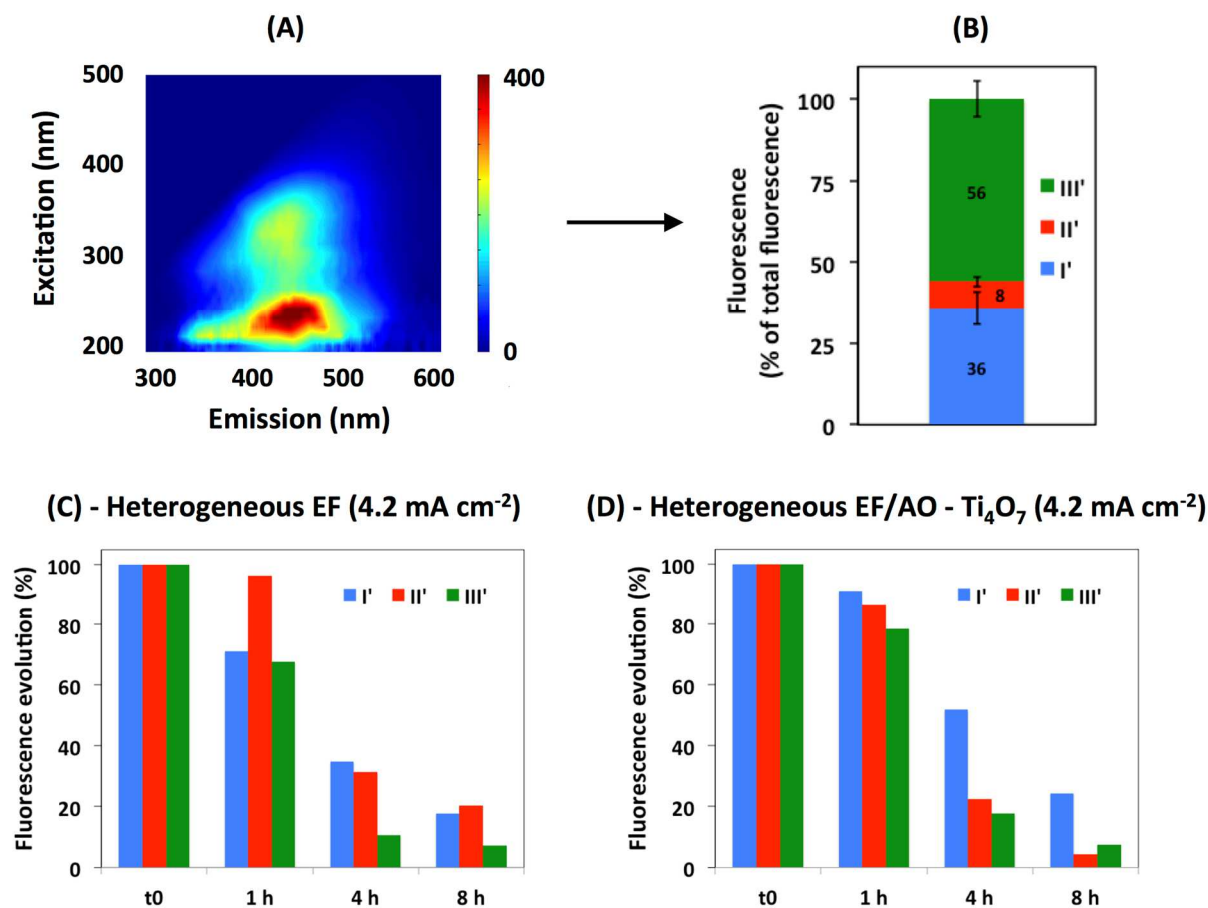 (A)
500
400
300
200
Excitation (nm)
300 400 500 600
Emission (nm)
400
0
(B)
100
75
50
25
0
Fluorescence
(% of total fluorescence)
56
8
36
III'
II'
I'
(C) - Heterogeneous EF (4.2 mA cm⁻²)
100
80
60
40
20
0
Fluorescence evolution (%)
I' II' III'
t0 1 h 4 h 8 h
(D) - Heterogeneous EF/AO - Ti₄O₇ (4.2 mA cm⁻²)
100
80
60
40
20
0
Fluorescence evolution (%)
I' II' III'
t0 1 h 4 h 8 h